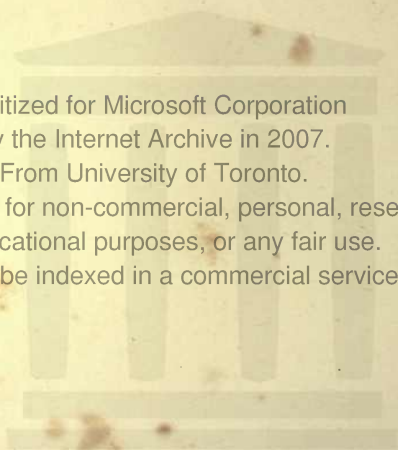 itized for Microsoft Corporation
the Internet Archive in 2007.
From University of Toronto.
for non-commercial, personal, rese
cational purposes, or any fair use.
be indexed in a commercial service